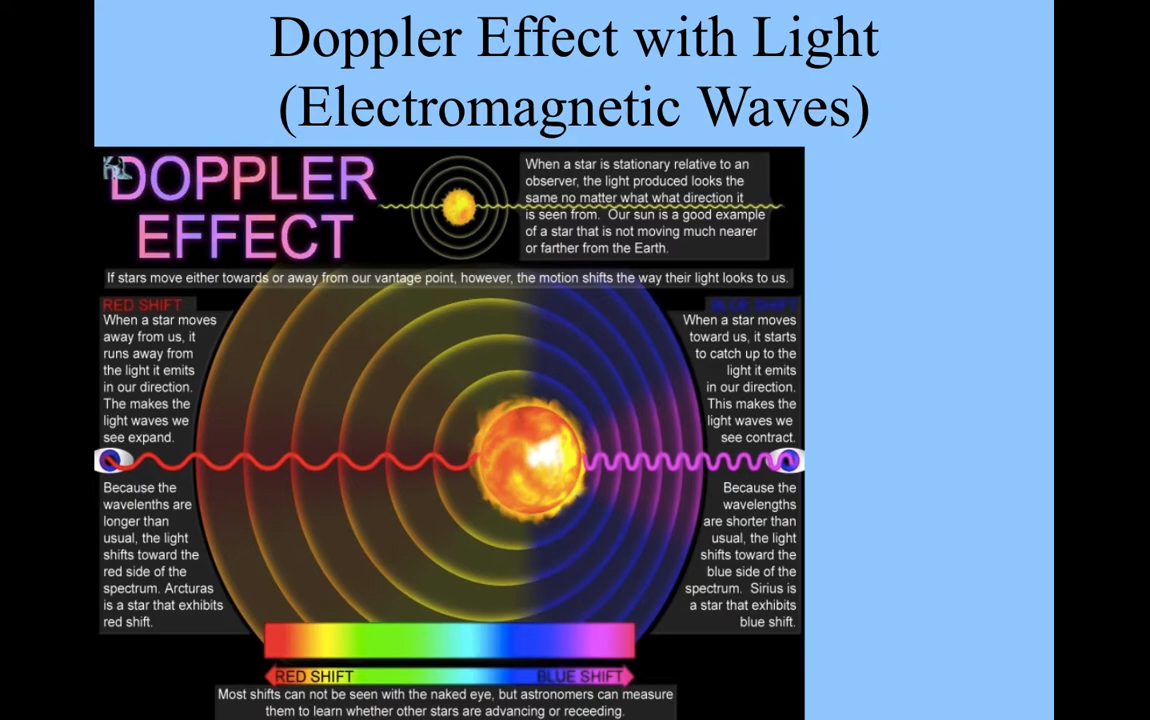 Doppler Effect with Light
(Electromagnetic Waves)
DOPPLER
EFFECT
When a star is stationary relative to an
observer, the light produced looks the
same no matter what what direction it
is seen from. Our sun is a good example
of a star that is not moving much nearer
or farther from the Earth.
If stars move either towards or away from our vantage point, however, the motion shifts the way their light looks to us.
RED SHIFT
When a star moves
away from us, it
runs away from
the light it emits
in our direction.
The makes the
light waves we
see expand.
Because the
wavelenths are
longer than
usual, the light
shifts toward the
red side of the
spectrum. Arcturas
is a star that exhibits
red shift.
BLUE SHIFT
When a star moves
toward us, it starts
to catch up to the
light it emits
in our direction.
This makes the
light waves we
see contract.
Because the
wavelengths
are shorter than
usual, the light
shifts toward the
blue side of the
spectrum. Sirius is
a star that exhibits
blue shift.
RED SHIFT
BLUE SHIFT
Most shifts can not be seen with the naked eye, but astronomers can measure
them to learn whether other stars are advancing or receeding.